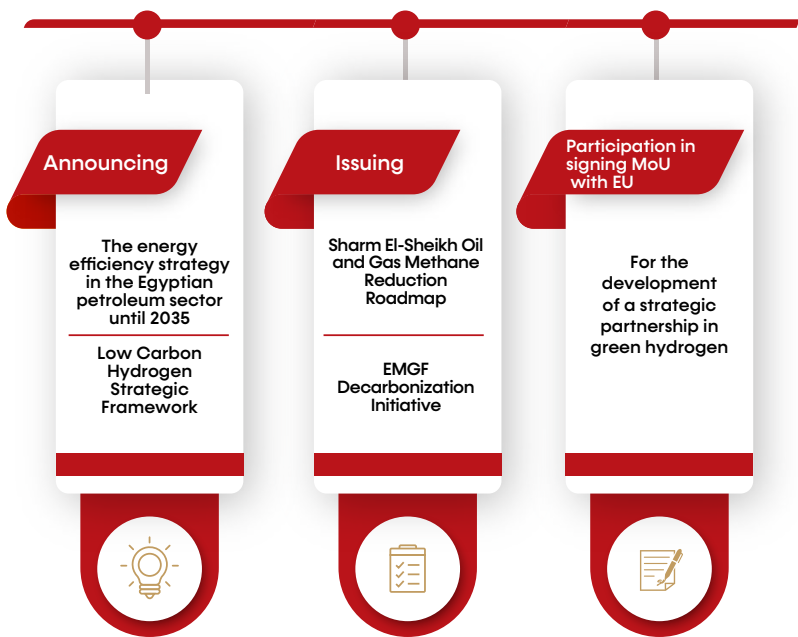 Announcing
The energy
efficiency strategy
in the Egyptian
petroleum sector
until 2035
Low Carbon
Hydrogen
Strategic
Framework
Issuing
Sharm El-Sheikh Oil
and Gas Methane
Reduction
Roadmap
EMGF
Decarbonization
Initiative
Participation in
signing MoU
with EU
For the
development
of a strategic
partnership in
green hydrogen